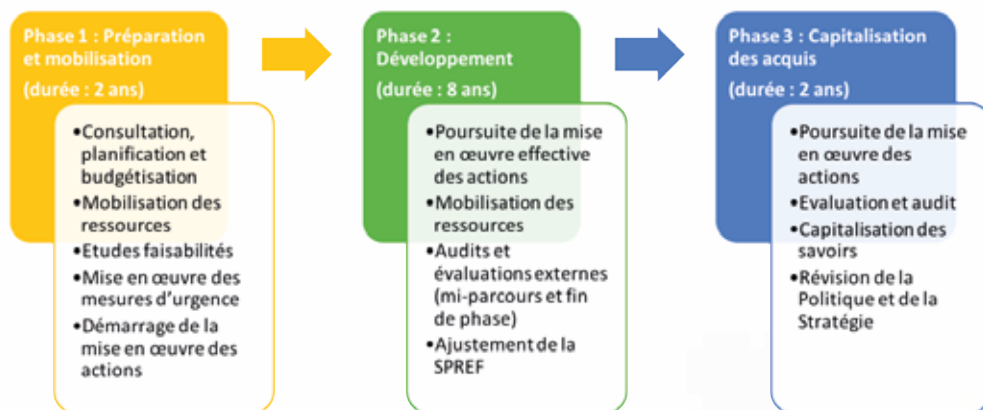 Phase 1 : Préparation
et mobilisation
(durée : 2 ans)
•Consultation,
planification et
budgétisation
•Mobilisation des
ressources
•Etudes faisabilités
•Mise en œuvre des
mesures d'urgence
•Démarrage de la
mise en œuvre des
actions
Phase 2 :
Développement
(durée : 8 ans)
•Poursuite de la mise
en œuvre effective
des actions
•Mobilisation des
ressources
•Audits et
évaluations externes
(mi-parcours et fin
de phase)
•Ajustement de la
SPREF
Phase 3 : Capitalisation
des acquis
(durée : 2 ans)
•Poursuite de la mise
en œuvre des
actions
•Evaluation et audit
•Capitalisation des
savoirs
•Révision de la
Politique et de la
Stratégie